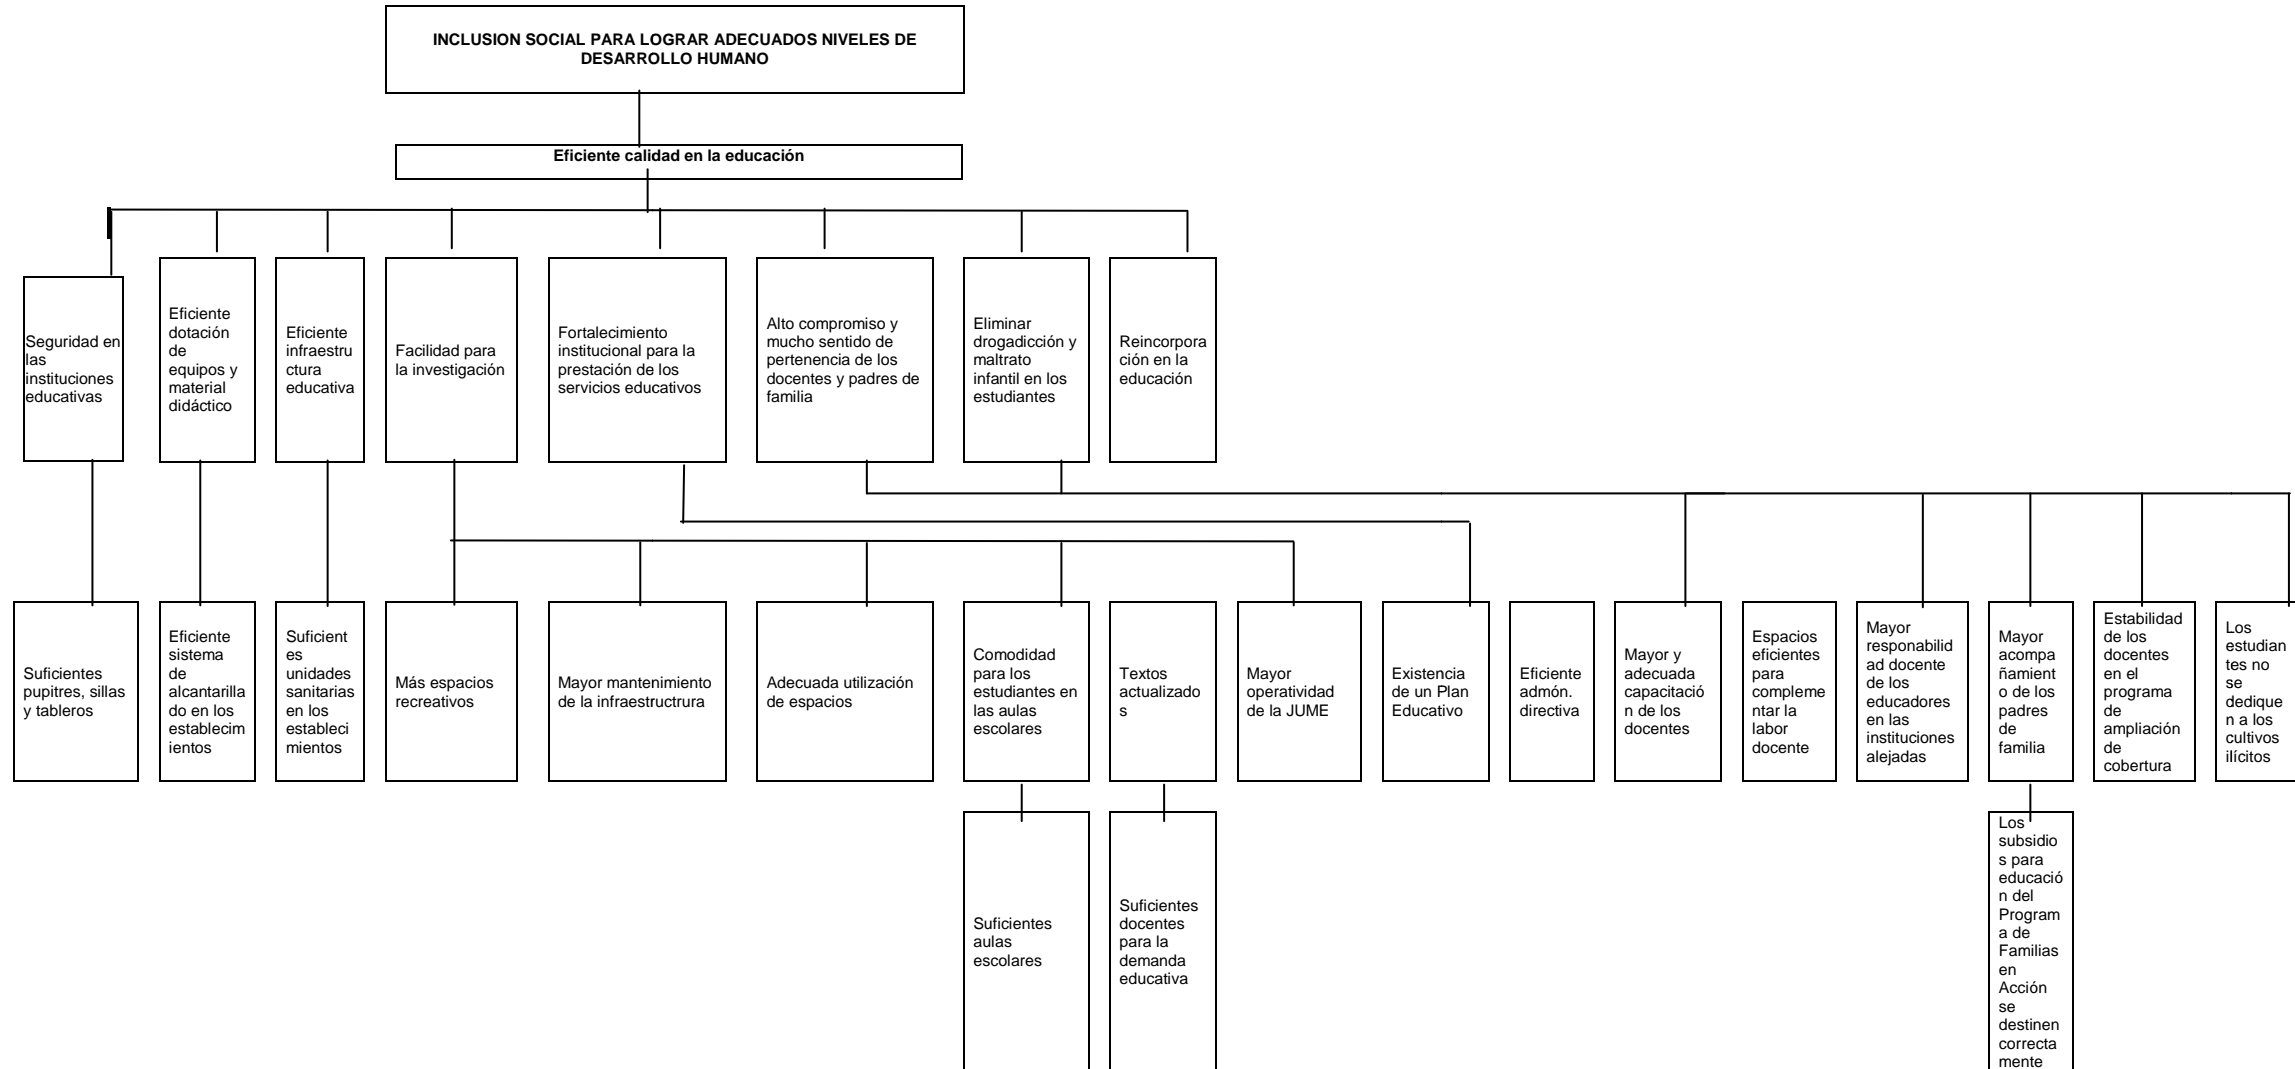 INCLUSION SOCIAL PARA LOGRAR ADECUADOS NIVELES DE
DESARROLLO HUMANO
Eficiente calidad en la educación
Seguridad en
las
instituciones
educativas
Eficiente
dotación
de
equipos y
material
didáctico
Eficiente
infraestru
ctura
educativa
Facilidad para
la investigación
Fortalecimiento
institucional para la
prestación de los
servicios educativos
Alto compromiso y
mucho sentido de
pertenencia de los
docentes y padres de
familia
Eliminar
drogadicción y
maltrato
infantil en los
estudiantes
Reincorpora
ción en la
educación
Suficientes
pupitres, sillas
y tableros
Eficiente
sistema
de
alcantarilla
do en los
establecim
ientos
Suficient
es
unidades
sanitarias
en los
estableci
mientos
Más espacios
recreativos
Mayor mantenimiento
de la infraestructrura
Adecuada utilización
de espacios
Comodidad
para los
estudiantes en
las aulas
escolares
Textos
actualizado
s
Mayor
operatividad
de la JUME
Existencia
de un Plan
Educativo
Eficiente
admón.
directiva
Mayor y
adecuada
capacitació
n de los
docentes
Espacios
eficientes
para
compleme
ntar la
labor
docente
Mayor
responabilid
ad docente
de los
educadores
en las
instituciones
alejadas
Mayor
acompa
ñamient
o de los
padres
de
familia
Estabilidad
de los
docentes
en el
programa
de
ampliación
de
cobertura
Los
estudian
tes no
se
dedique
n a los
cultivos
ilícitos
Suficientes
aulas
escolares
Suficientes
docentes
para la
demanda
educativa
Los
subsidio
s para
educació
n del
Program
a de
Familias
en
Acción
se
destinen
correcta
mente